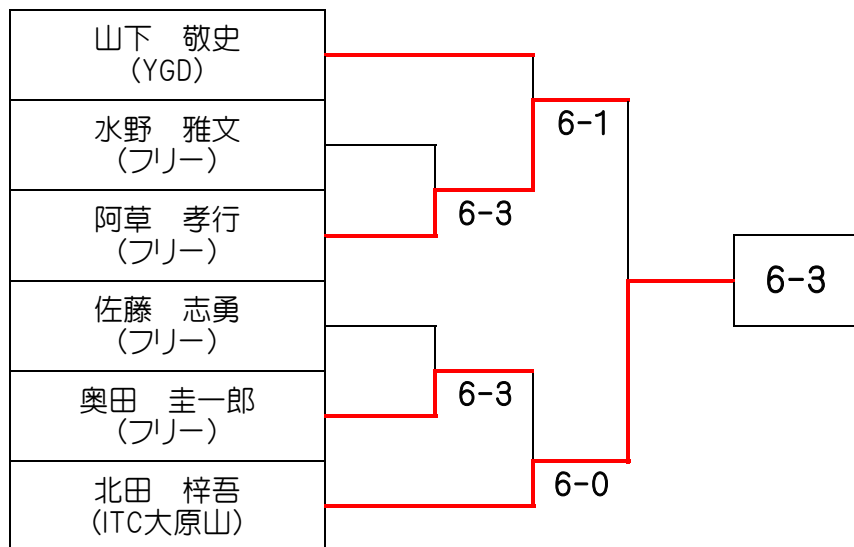 山下　敬史
(YGD)
水野　雅文
(フリー)
阿草　孝行
(フリー)
佐藤　志勇
(フリー)
奥田　圭一郎
(フリー)
北田　梓吾
(ITC大原山)
6-1
6-3
6-3
6-3
6-0